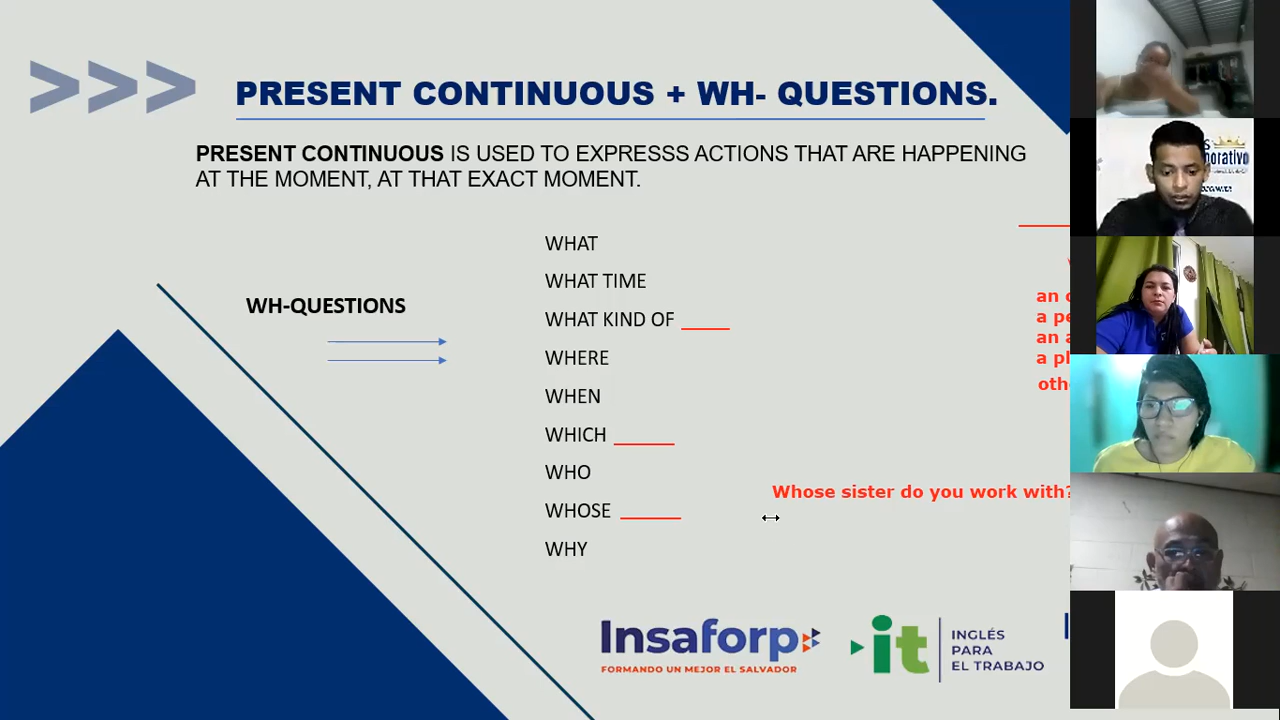 >>> PRESENT CONTINUOUS + WH- QUESTIONS.
PRESENT CONTINUOUS IS USED TO EXPRESSS ACTIONS THAT ARE HAPPENING
AT THE MOMENT, AT THAT EXACT MOMENT.
WH-QUESTIONS
WHAT
WHAT TIME
WHAT KIND OF
WHERE
WHEN
WHICH
WHO
WHOSE
WHY
an
a
an
a
Whose sister do you work with?
Insaforp
FORMANDO UN MEJOR EL SALVADOR
it
INGLÉS
PARA
EL TRABAJO